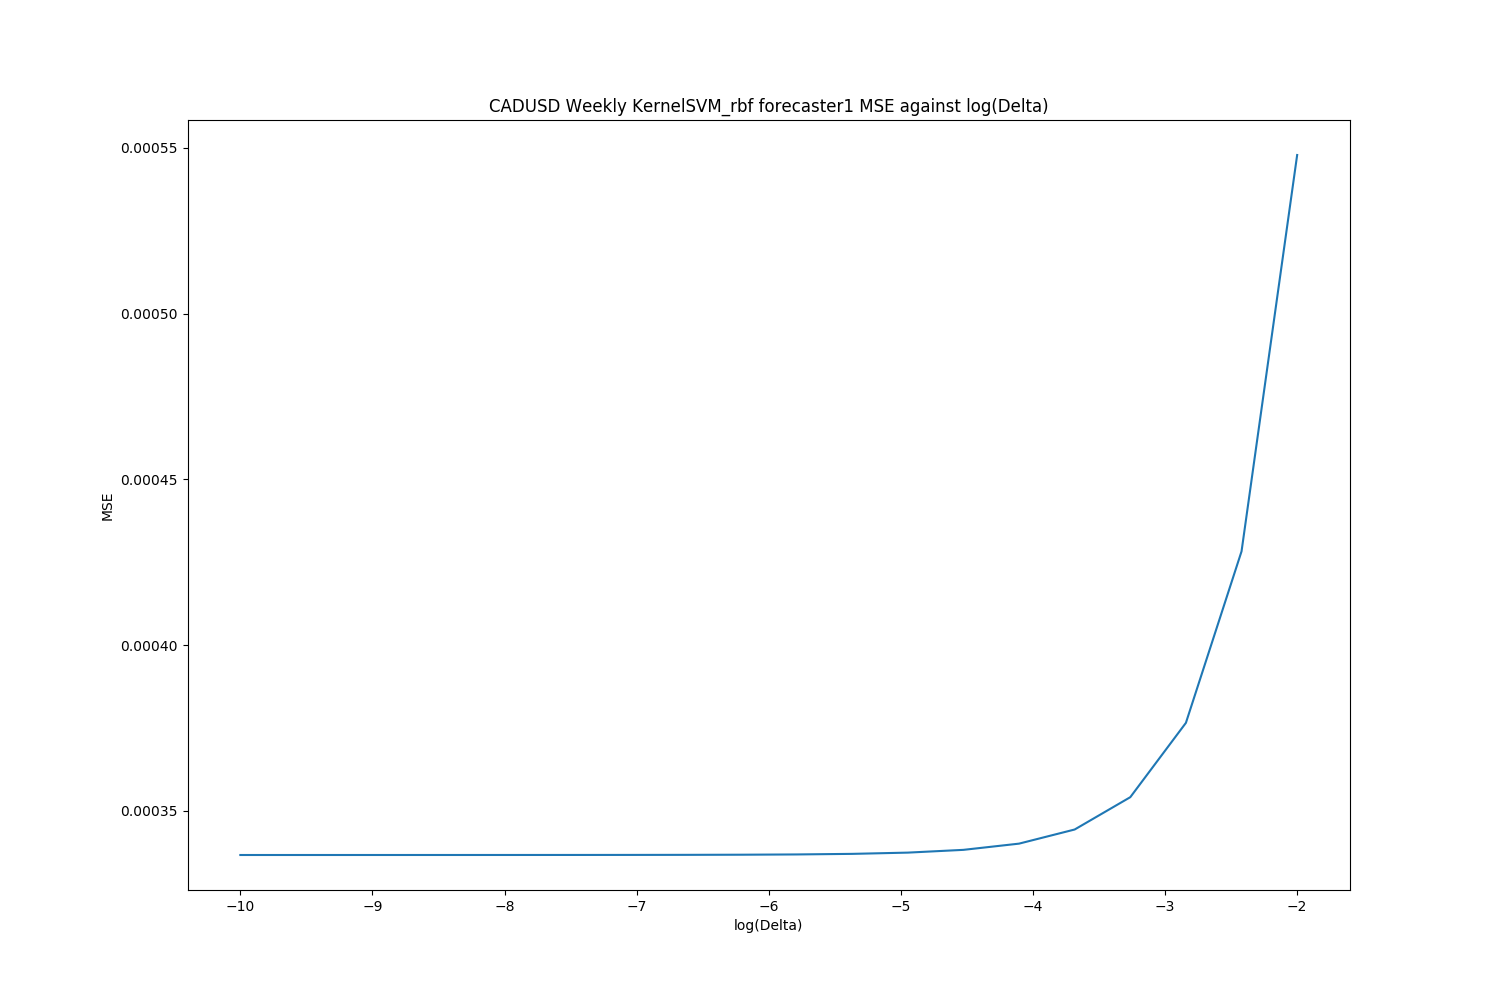 CADUSD Weekly KernelSVM_rbf forecaster1 MSE against log(Delta)
0.00055
0.00050
0.00045
0.00040
0.00035
MSE
−10 −9 −8 −7 −6 −5 −4 −3 −2
log(Delta)